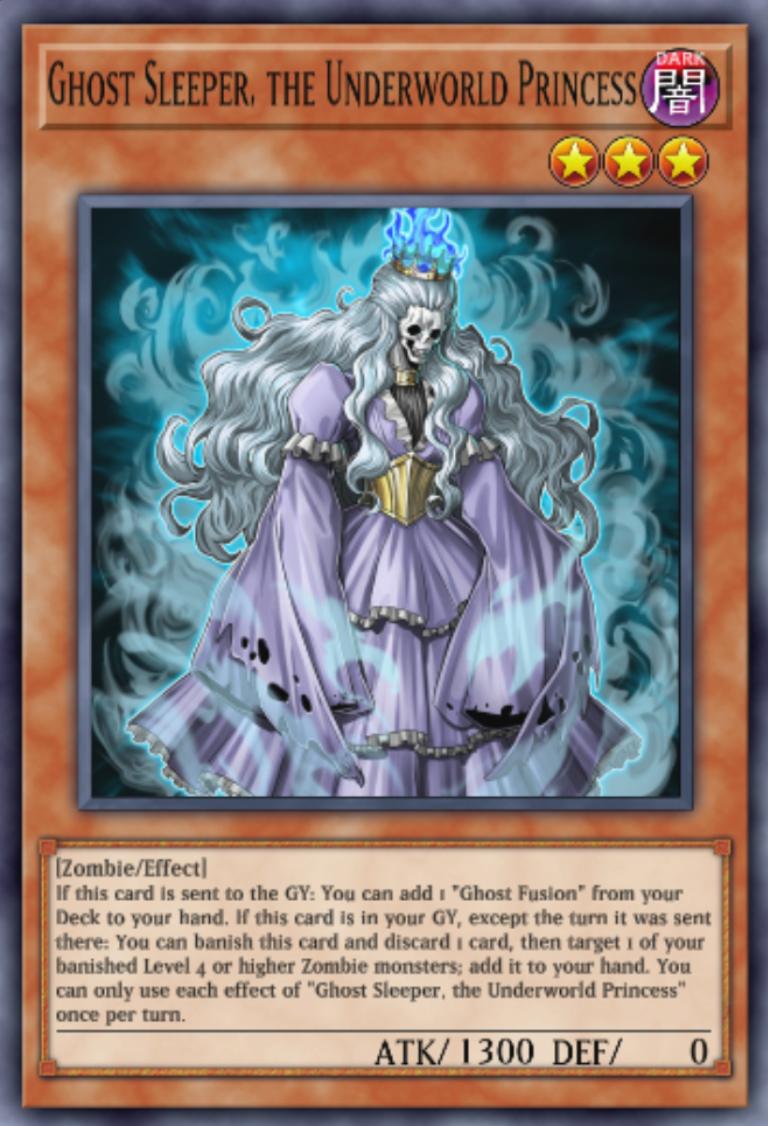 Ghost Sleeper, the Underworld Princess
DARK
闇
[Zombie/Effect]
If this card is sent to the GY: You can add 1 "Ghost Fusion" from your
Deck to your hand. If this card is in your GY, except the turn it was sent
there: You can banish this card and discard 1 card, then target 1 of your
banished Level 4 or higher Zombie monsters; add it to your hand. You
can only use each effect of "Ghost Sleeper, the Underworld Princess"
once per turn.
ATK/ 1300 DEF/ 0